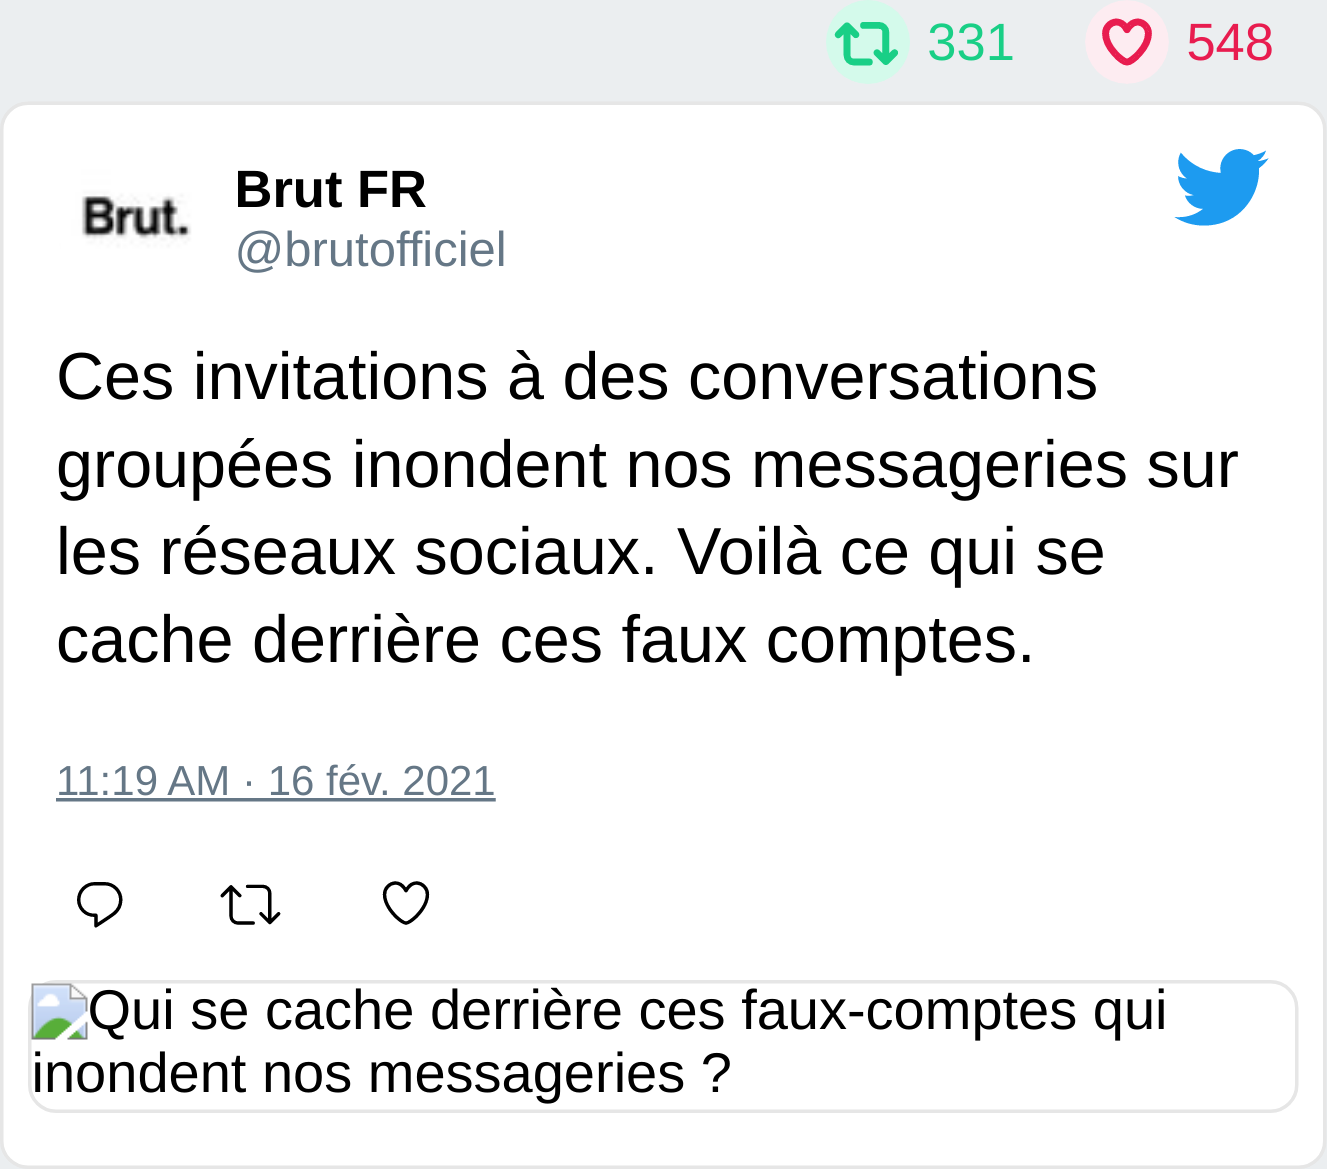 331 548
Brut.
Brut FR
@brutofficiel
Ces invitations à des conversations
groupées inondent nos messageries sur
les réseaux sociaux. Voilà ce qui se
cache derrière ces faux comptes.
11:19 AM · 16 fév. 2021
Qui se cache derrière ces faux-comptes qui
inondent nos messageries ?